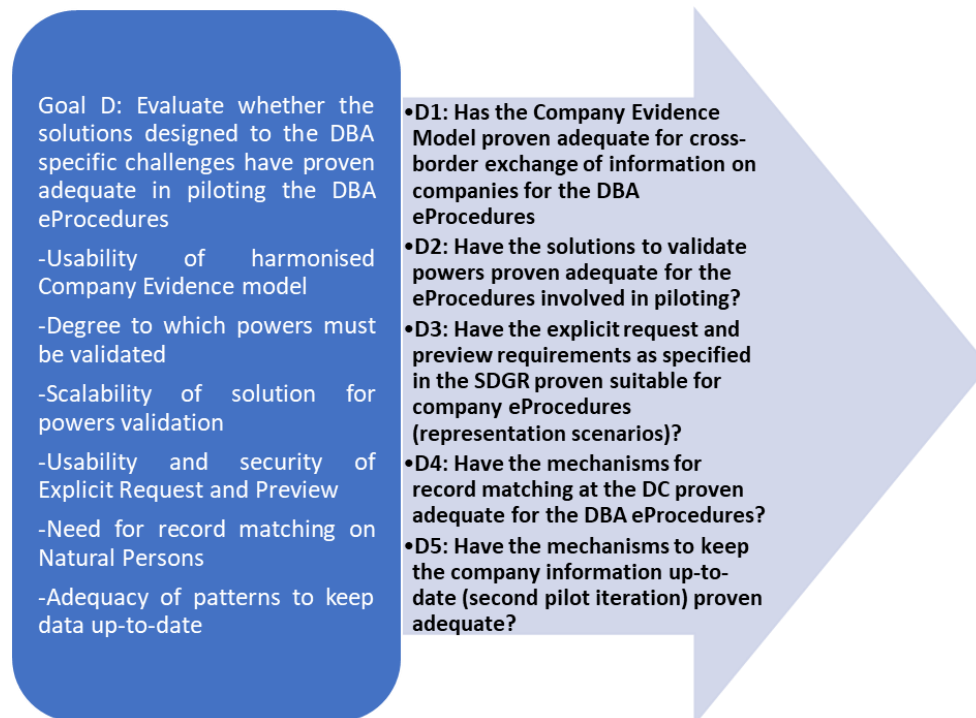 Goal D: Evaluate whether the
solutions designed to the DBA
specific challenges have proven
adequate in piloting the DBA
eProcedures
-Usability of harmonised
Company Evidence model
-Degree to which powers must
be validated
-Scalability of solution for
powers validation
-Usability and security of
Explicit Request and Preview
-Need for record matching on
Natural Persons
-Adequacy of patterns to keep
data up-to-date
•D1: Has the Company Evidence
Model proven adequate for cross-
border exchange of information on
companies for the DBA
eProcedures
•D2: Have the solutions to validate
powers proven adequate for the
eProcedures involved in piloting?
•D3: Have the explicit request and
preview requirements as specified
in the SDGR proven suitable for
company eProcedures
(representation scenarios)?
•D4: Have the mechanisms for
record matching at the DC proven
adequate for the DBA eProcedures?
•D5: Have the mechanisms to keep
the company information up-to-
date (second pilot iteration) proven
adequate?